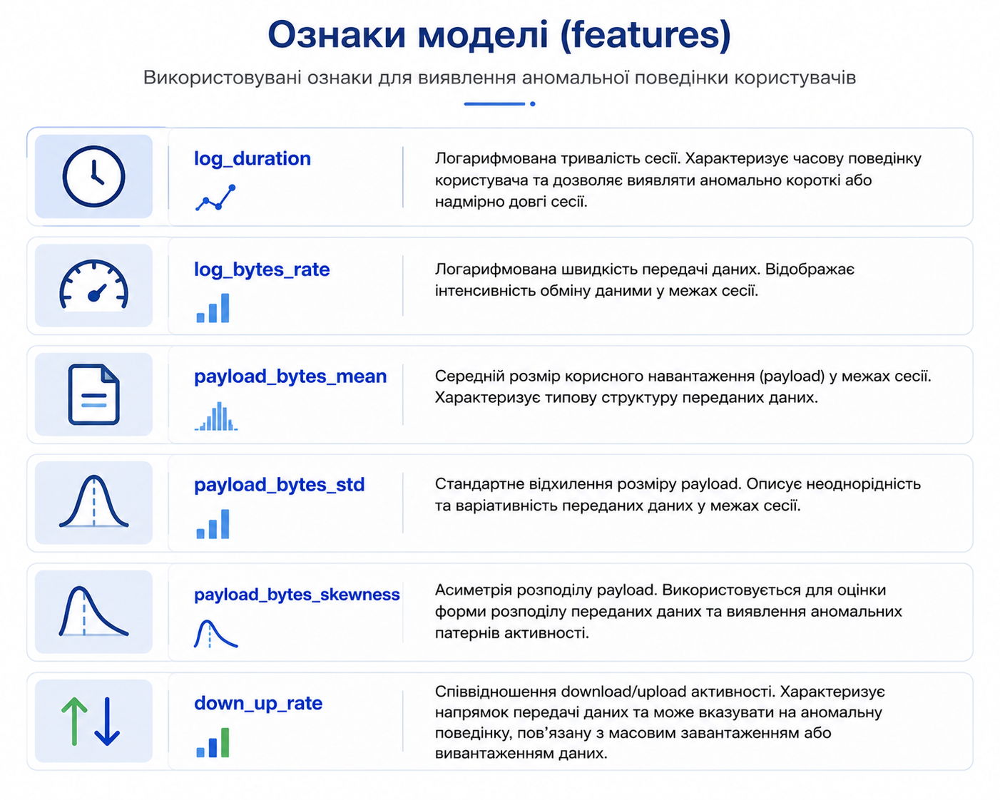 Ознаки моделі (features)
Використовувані ознаки для виявлення аномальної поведінки користувачів
log_duration
Логарифмована тривалість сесії. Характеризує часову поведінку
користувача та дозволяє виявляти аномально короткі або
надмірно довгі сесії.
log_bytes_rate
Логарифмована швидкість передачі даних. Відображає
інтенсивність обміну даними у межах сесії.
payload_bytes_mean
Середній розмір корисного навантаження (payload) у межах сесії.
Характеризує типову структуру переданих даних.
payload_bytes_std
Стандартне відхилення розміру payload. Описує неоднорідність
та варіативність переданих даних у межах сесії.
payload_bytes_skewness
Асиметрія розподілу payload. Використовується для оцінки
форми розподілу переданих даних та виявлення аномальних
патернів активності.
down_up_rate
Співвідношення download/upload активності. Характеризує
напрямок передачі даних та може вказувати на аномальну
поведінку, пов’язану з масовим завантаженням або
вивантаженням даних.